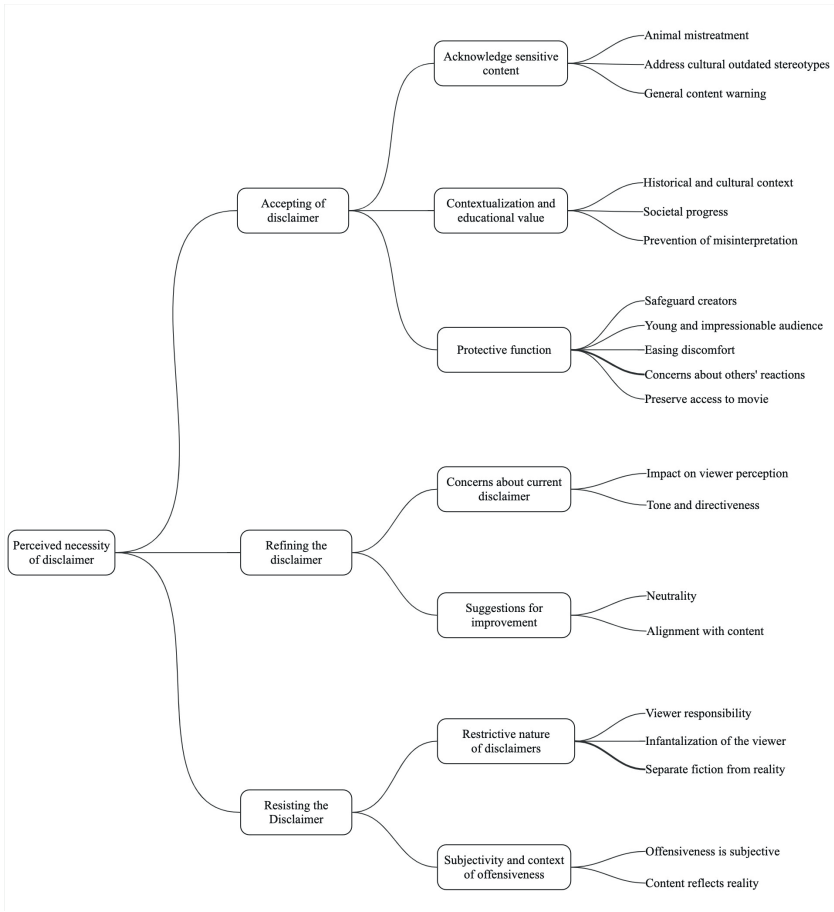 Perceived necessity
of disclaimer
Accepting of
disclaimer
Acknowledge sensitive
content
Animal mistreatment
Address cultural outdated stereotypes
General content warning
Contextualization and
educational value
Historical and cultural context
Societal progress
Prevention of misinterpretation
Protective function
Safeguard creators
Young and impressionable audience
Easing discomfort
Concerns about others' reactions
Preserve access to movie
Refining the
disclaimer
Concerns about current
disclaimer
Impact on viewer perception
Tone and directiveness
Suggestions for
improvement
Neutrality
Alignment with content
Resisting the
Disclaimer
Restrictive nature
of disclaimers
Viewer responsibility
Infantalization of the viewer
Separate fiction from reality
Subjectivity and context
of offensiveness
Offensiveness is subjective
Content reflects reality